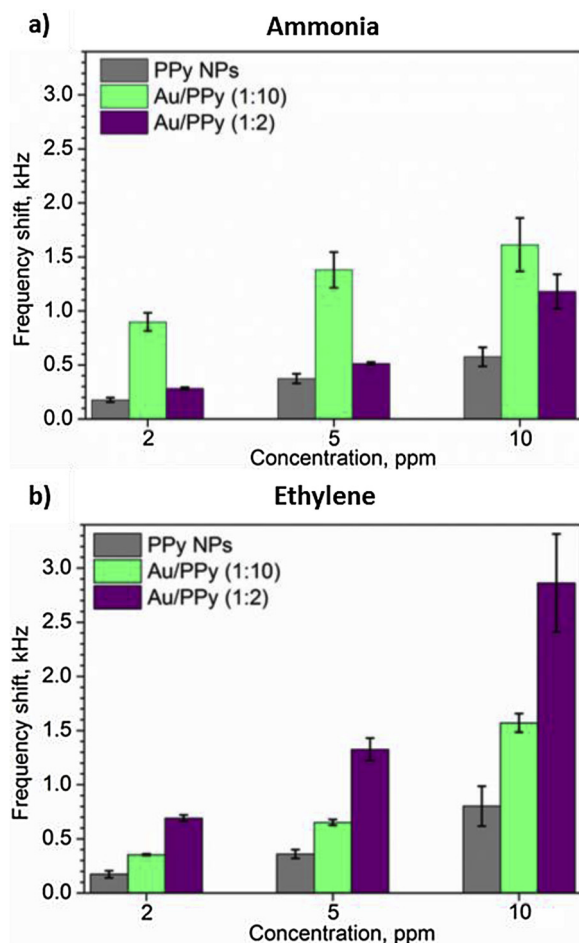 a) Ammonia
PPy NPs
Au/PPy (1:10)
Au/PPy (1:2)
Frequency shift, kHz
3.0
2.5
2.0
1.5
1.0
0.5
0.0
2 5 10
Concentration, ppm
b) Ethylene
PPy NPs
Au/PPy (1:10)
Au/PPy (1:2)
Frequency shift, kHz
3.0
2.5
2.0
1.5
1.0
0.5
0.0
2 5 10
Concentration, ppm